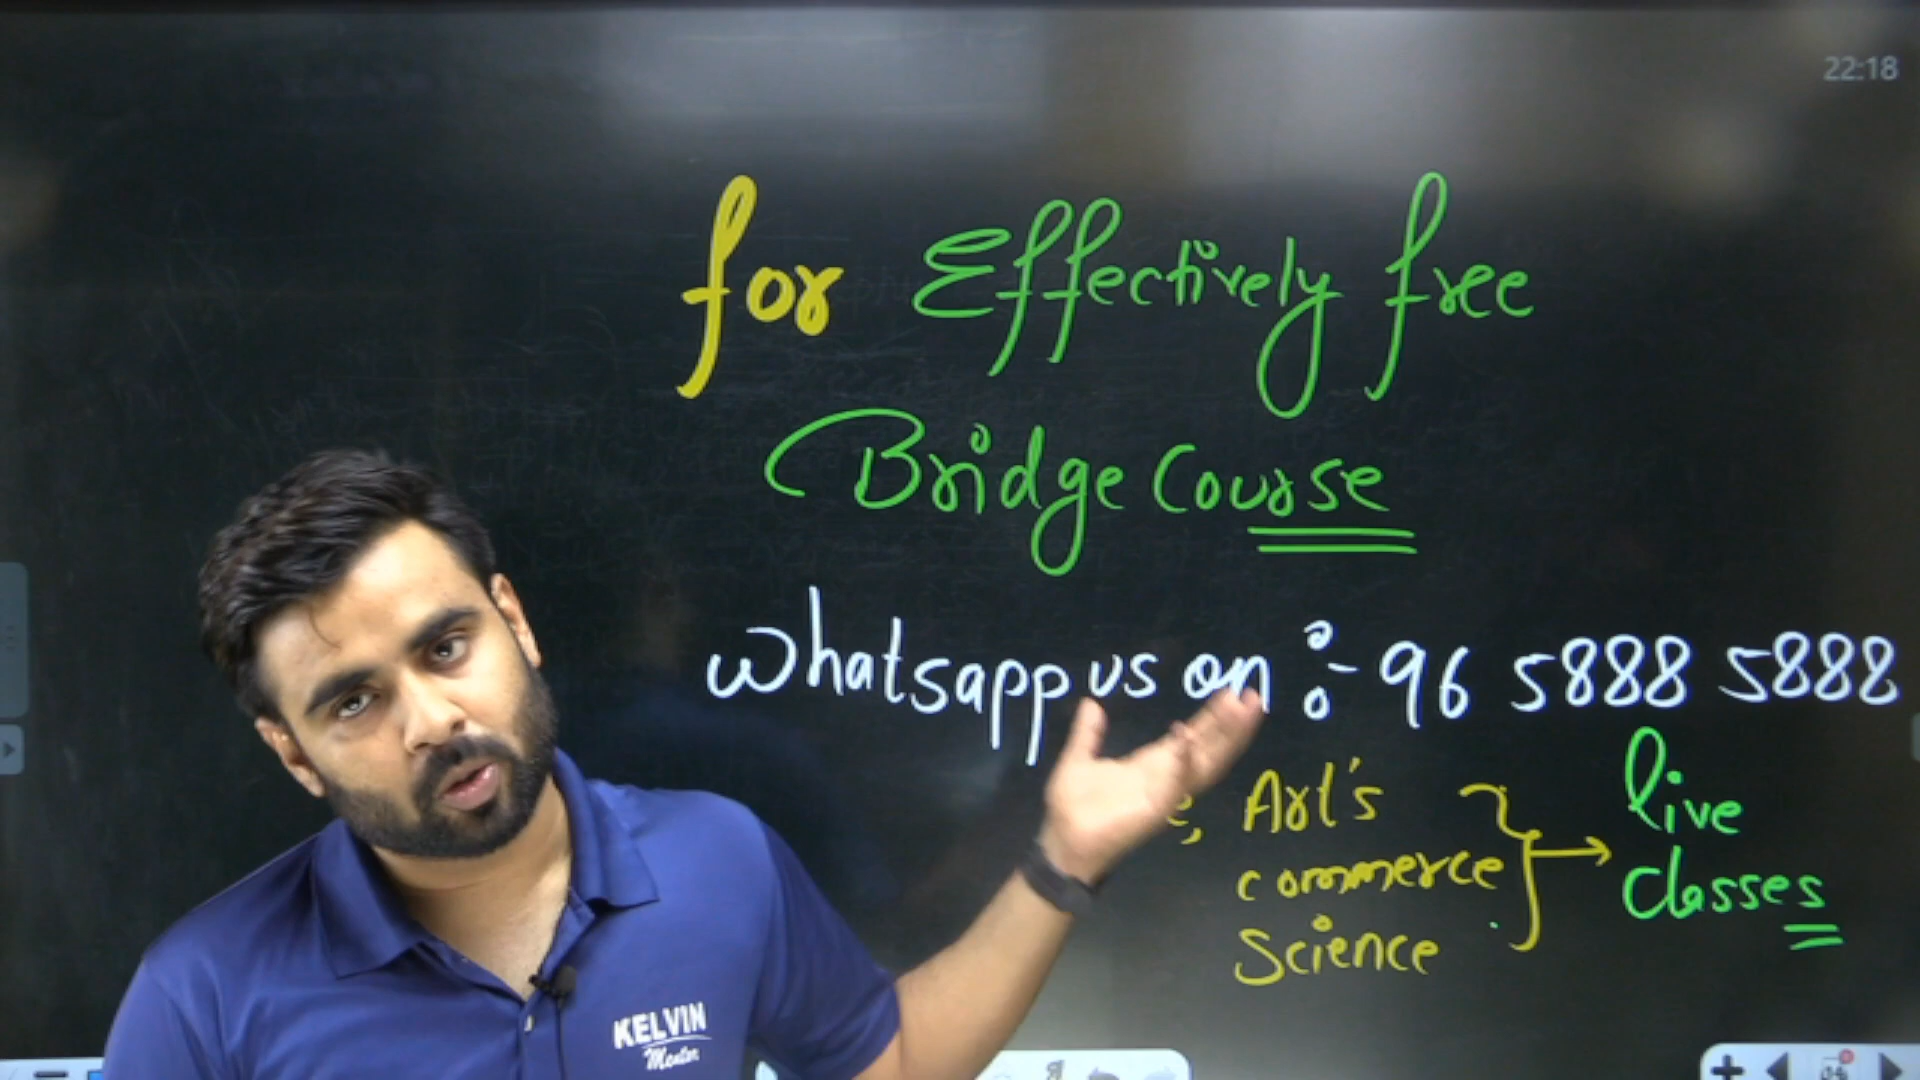 22:18
for Effectively free
Bridge Course
Whatsapp us on :- 96 5888 5888
Art's
commerce
Science
live
classes
KELVIN
Mentor
04